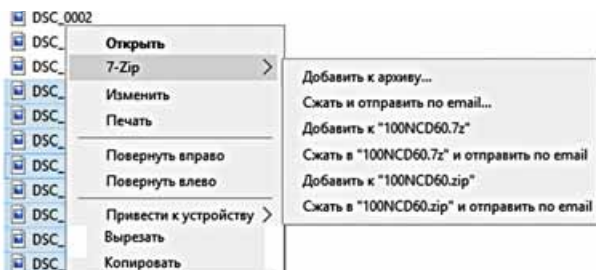 DSC_0002
DSC_
DSC_
DSC_
DSC_
DSC_
DSC_
DSC_
DSC_
DSC_
DSC_
Открыть
7-Zip
Изменить
Печать
Повернуть вправо
Повернуть влево
Привести к устройству
Вырезать
Копировать
Добавить к архиву...
Сжать и отправить по email...
Добавить к "100NCD60.7z"
Сжать в "100NCD60.7z" и отправить по email
Добавить к "100NCD60.zip"
Сжать в "100NCD60.zip" и отправить по email